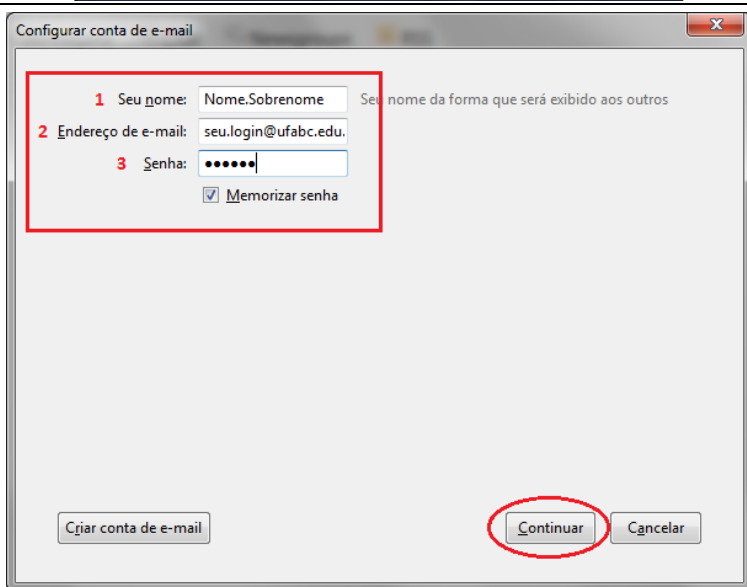 Configurar conta de e-mail
1 Seu nome: Nome.Sobrenome Seu nome da forma que será exibido aos outros
2 Endereço de e-mail: seu.login@ufabc.edu.
3 Senha: ••••••
Memorizar senha
Criar conta de e-mail Continuar Cancelar